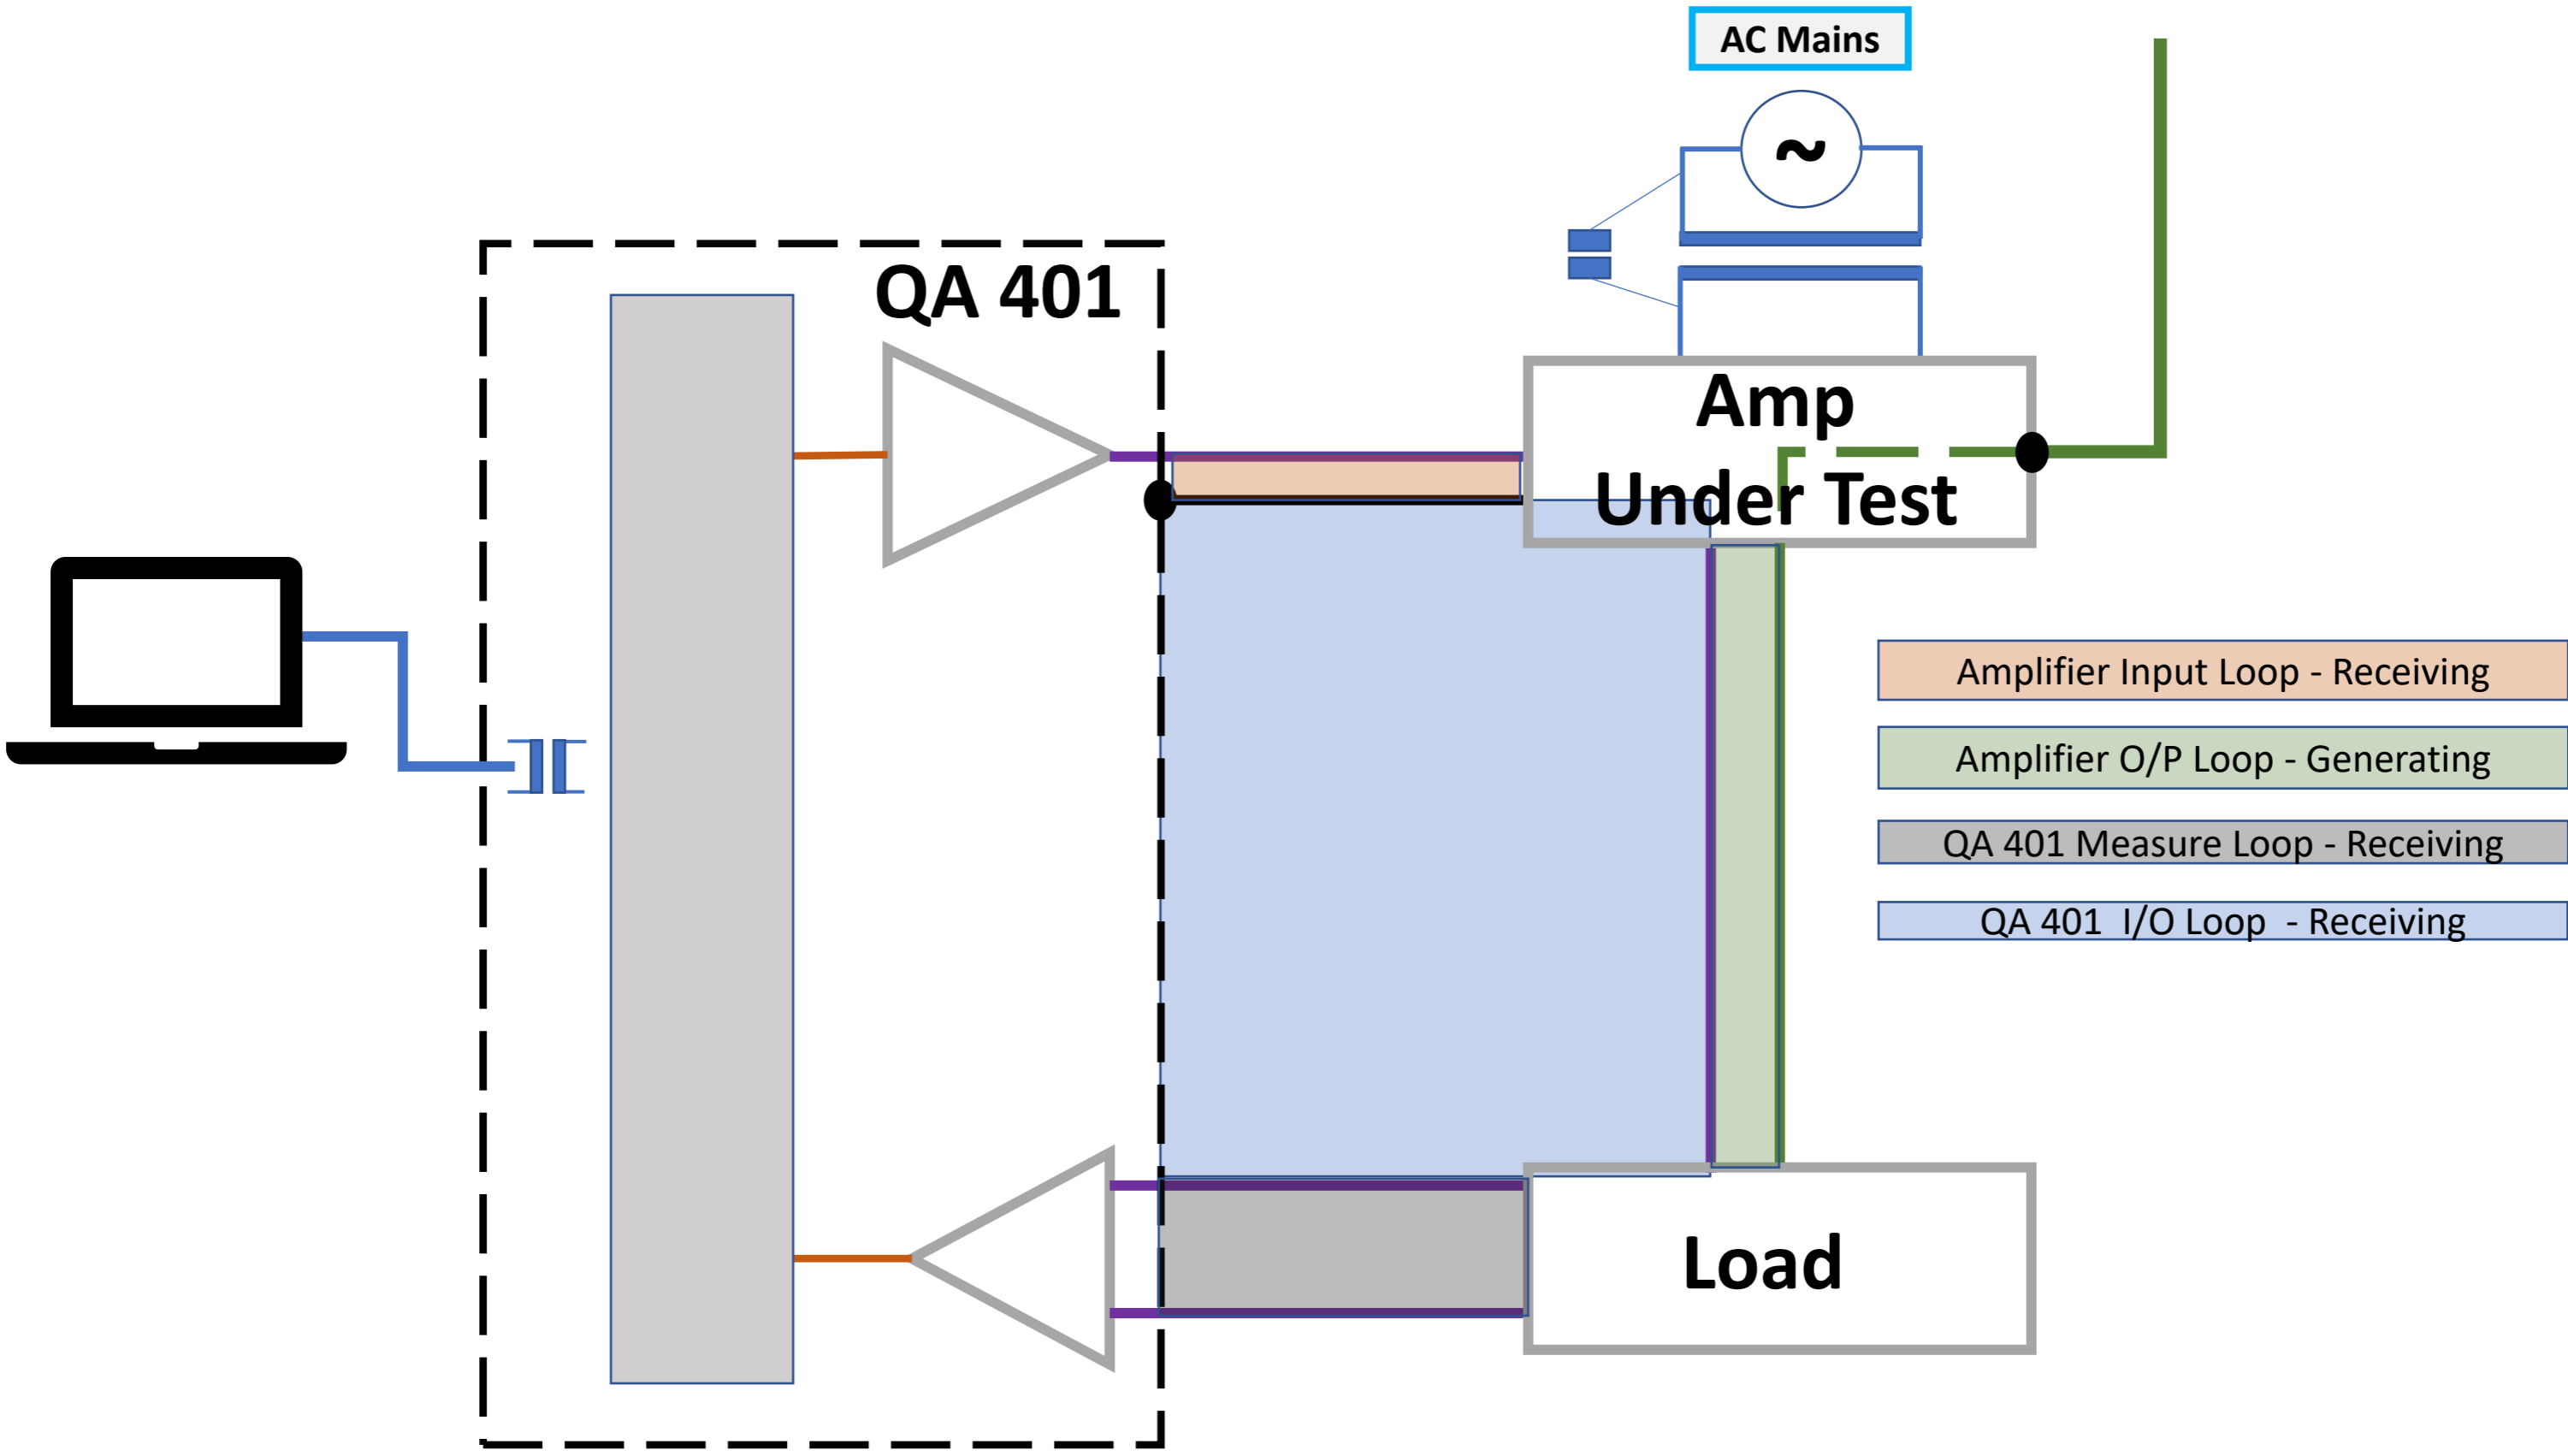 AC Mains
~
QA 401
Amp
Under Test
Amplifier Input Loop - Receiving
Amplifier O/P Loop - Generating
QA 401 Measure Loop - Receiving
QA 401  I/O Loop  - Receiving
Load